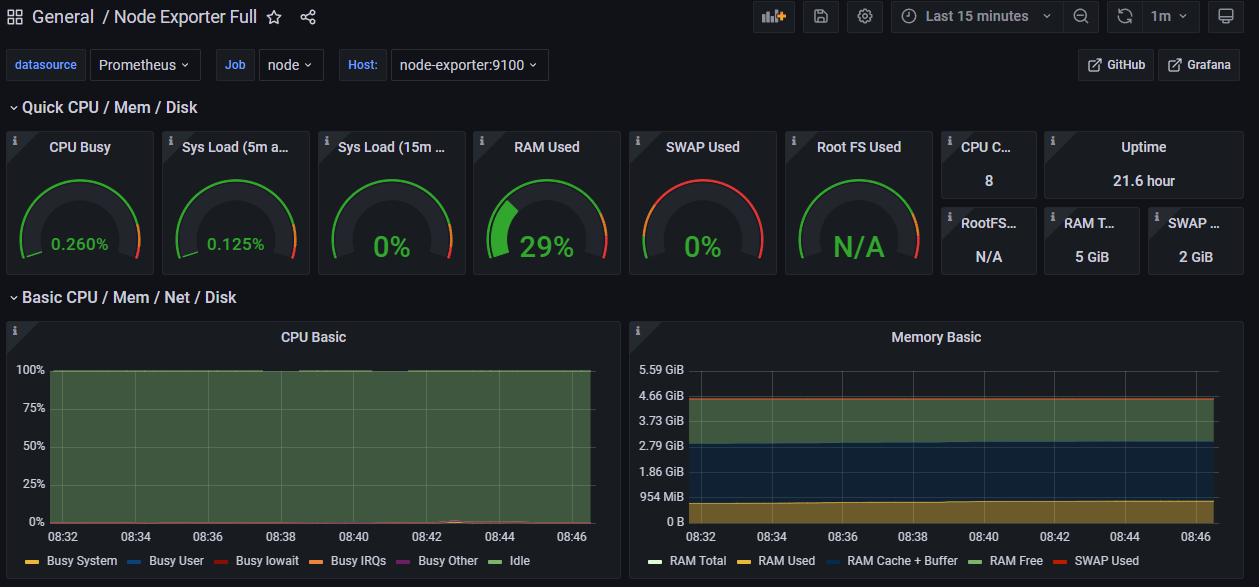 General / Node Exporter Full
Last 15 minutes
1m
datasource Prometheus Job node Host: node-exporter:9100
GitHub Grafana
Quick CPU / Mem / Disk
CPU Busy
0.260%
Sys Load (5m a...
0.125%
Sys Load (15m ...
0%
RAM Used
29%
SWAP Used
0%
Root FS Used
N/A
CPU C...
8
Uptime
21.6 hour
RootFS...
N/A
RAM T...
5 GiB
SWAP ...
2 GiB
Basic CPU / Mem / Net / Disk
CPU Basic
100%
75%
50%
25%
0%
08:32 08:34 08:36 08:38 08:40 08:42 08:44 08:46
Busy System Busy User Busy Iowait Busy IRQs Busy Other Idle
Memory Basic
5.59 GiB
4.66 GiB
3.73 GiB
2.79 GiB
1.86 GiB
954 MiB
0 B
08:32 08:34 08:36 08:38 08:40 08:42 08:44 08:46
RAM Total RAM Used RAM Cache + Buffer RAM Free SWAP Used